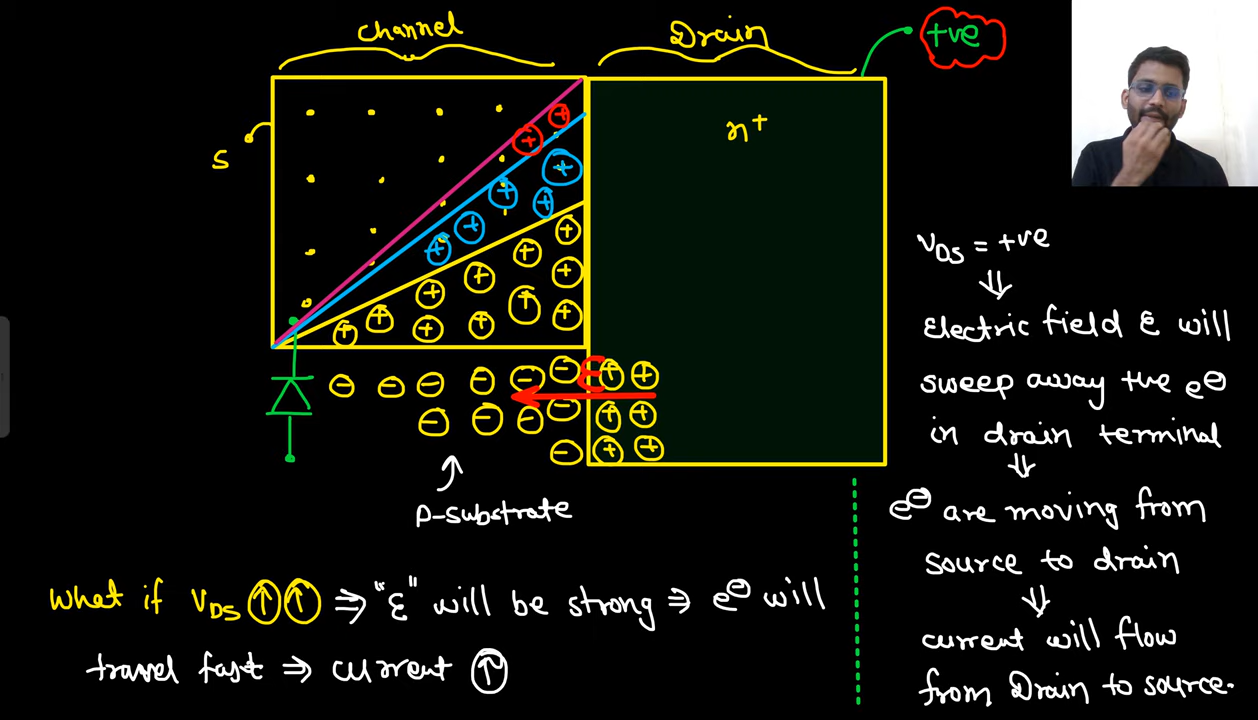 Channel
Drain
+ve
S
n+
VDS = +ve
⇓
Electric field ε will
sweep away the e⊖
in drain terminal
⇓
e⊖ are moving from
source to drain
⇓
current will flow
from Drain to source.
ε
P-substrate
What if VDS ↑↑ ⇒ "ε" will be strong ⇒ e⊖ will
travel fast ⇒ current ↑